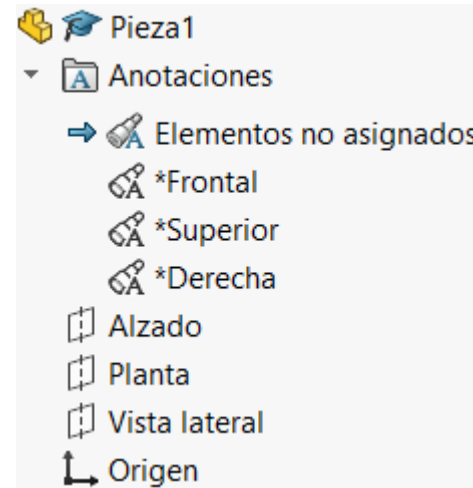 Pieza1
Anotaciones
Elementos no asignados
*Frontal
*Superior
*Derecha
Alzado
Planta
Vista lateral
Origen